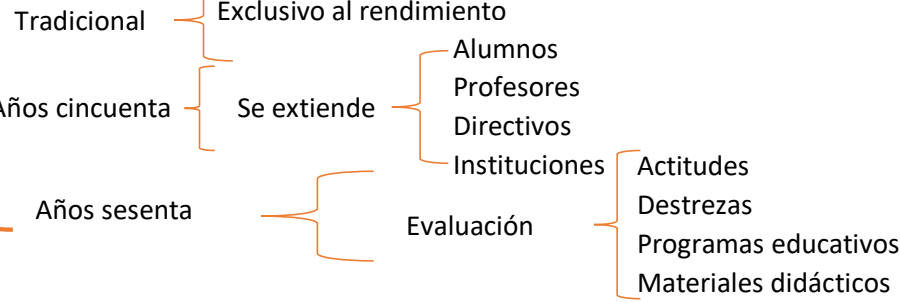 Tradicional
Exclusivo al rendimiento
Años cincuenta
Se extiende
Alumnos
Profesores
Directivos
Instituciones
Años sesenta
Evaluación
Actitudes
Destrezas
Programas educativos
Materiales didácticos